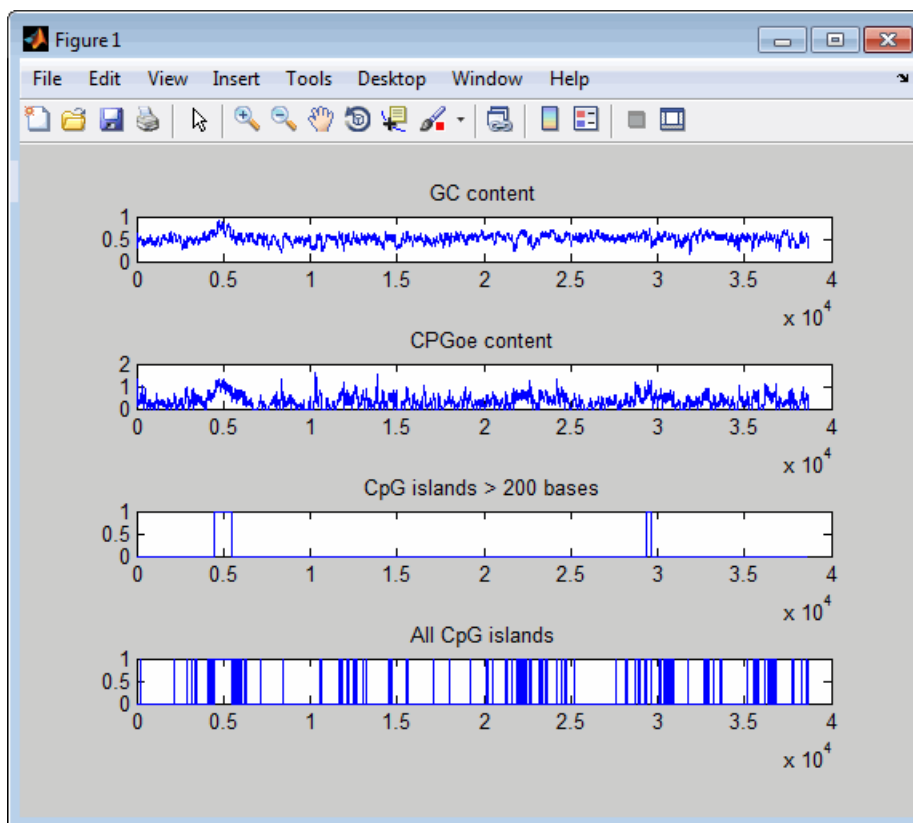 Figure 1
File Edit View Insert Tools Desktop Window Help
GC content
1
0.5
0
0 0.5 1 1.5 2 2.5 3 3.5 4
x 10^4
CPGoe content
2
1
0
0 0.5 1 1.5 2 2.5 3 3.5 4
x 10^4
CpG islands > 200 bases
1
0.5
0
0 0.5 1 1.5 2 2.5 3 3.5 4
x 10^4
All CpG islands
1
0.5
0
0 0.5 1 1.5 2 2.5 3 3.5 4
x 10^4